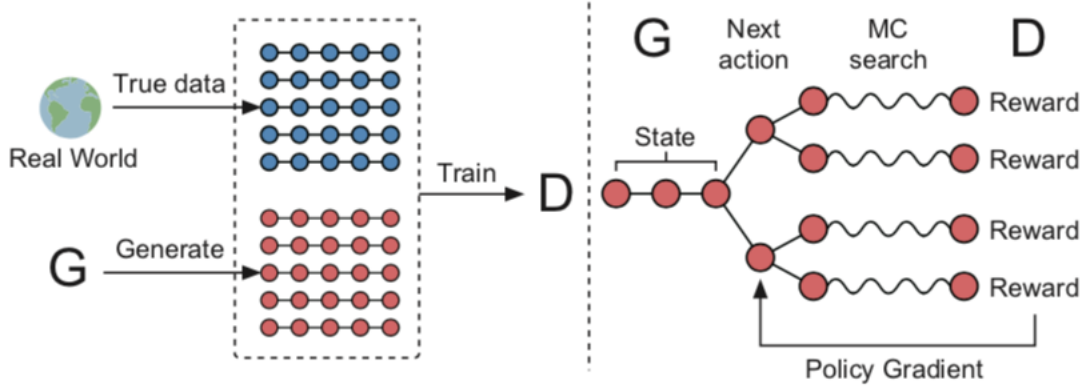 True data
Real World
G
Generate
Train
D
G
Next
action
MC
search
D
State
Reward
Reward
Reward
Reward
Policy Gradient